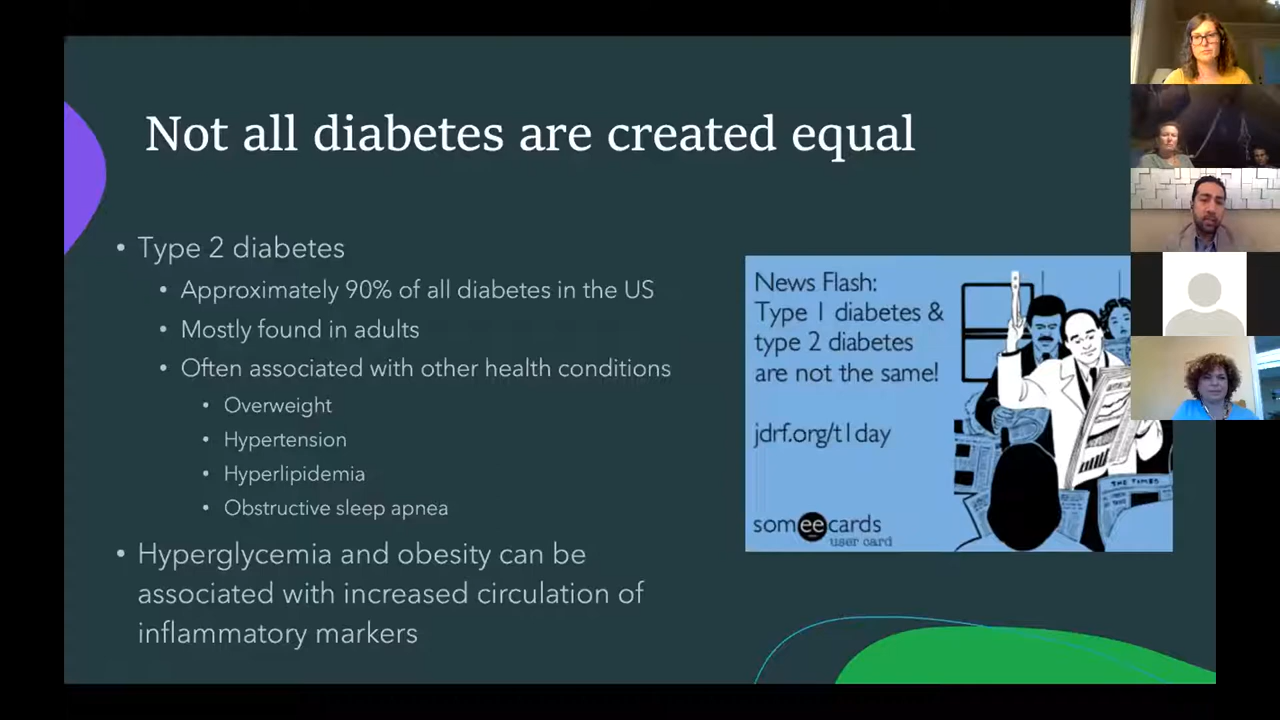 Not all diabetes are created equal
• Type 2 diabetes
• Approximately 90% of all diabetes in the US
• Mostly found in adults
• Often associated with other health conditions
• Overweight
• Hypertension
• Hyperlipidemia
• Obstructive sleep apnea
• Hyperglycemia and obesity can be
associated with increased circulation of
inflammatory markers
News Flash:
Type 1 diabetes &
type 2 diabetes
are not the same!
jdrf.org/t1day
THE TIMES
someecards
user card